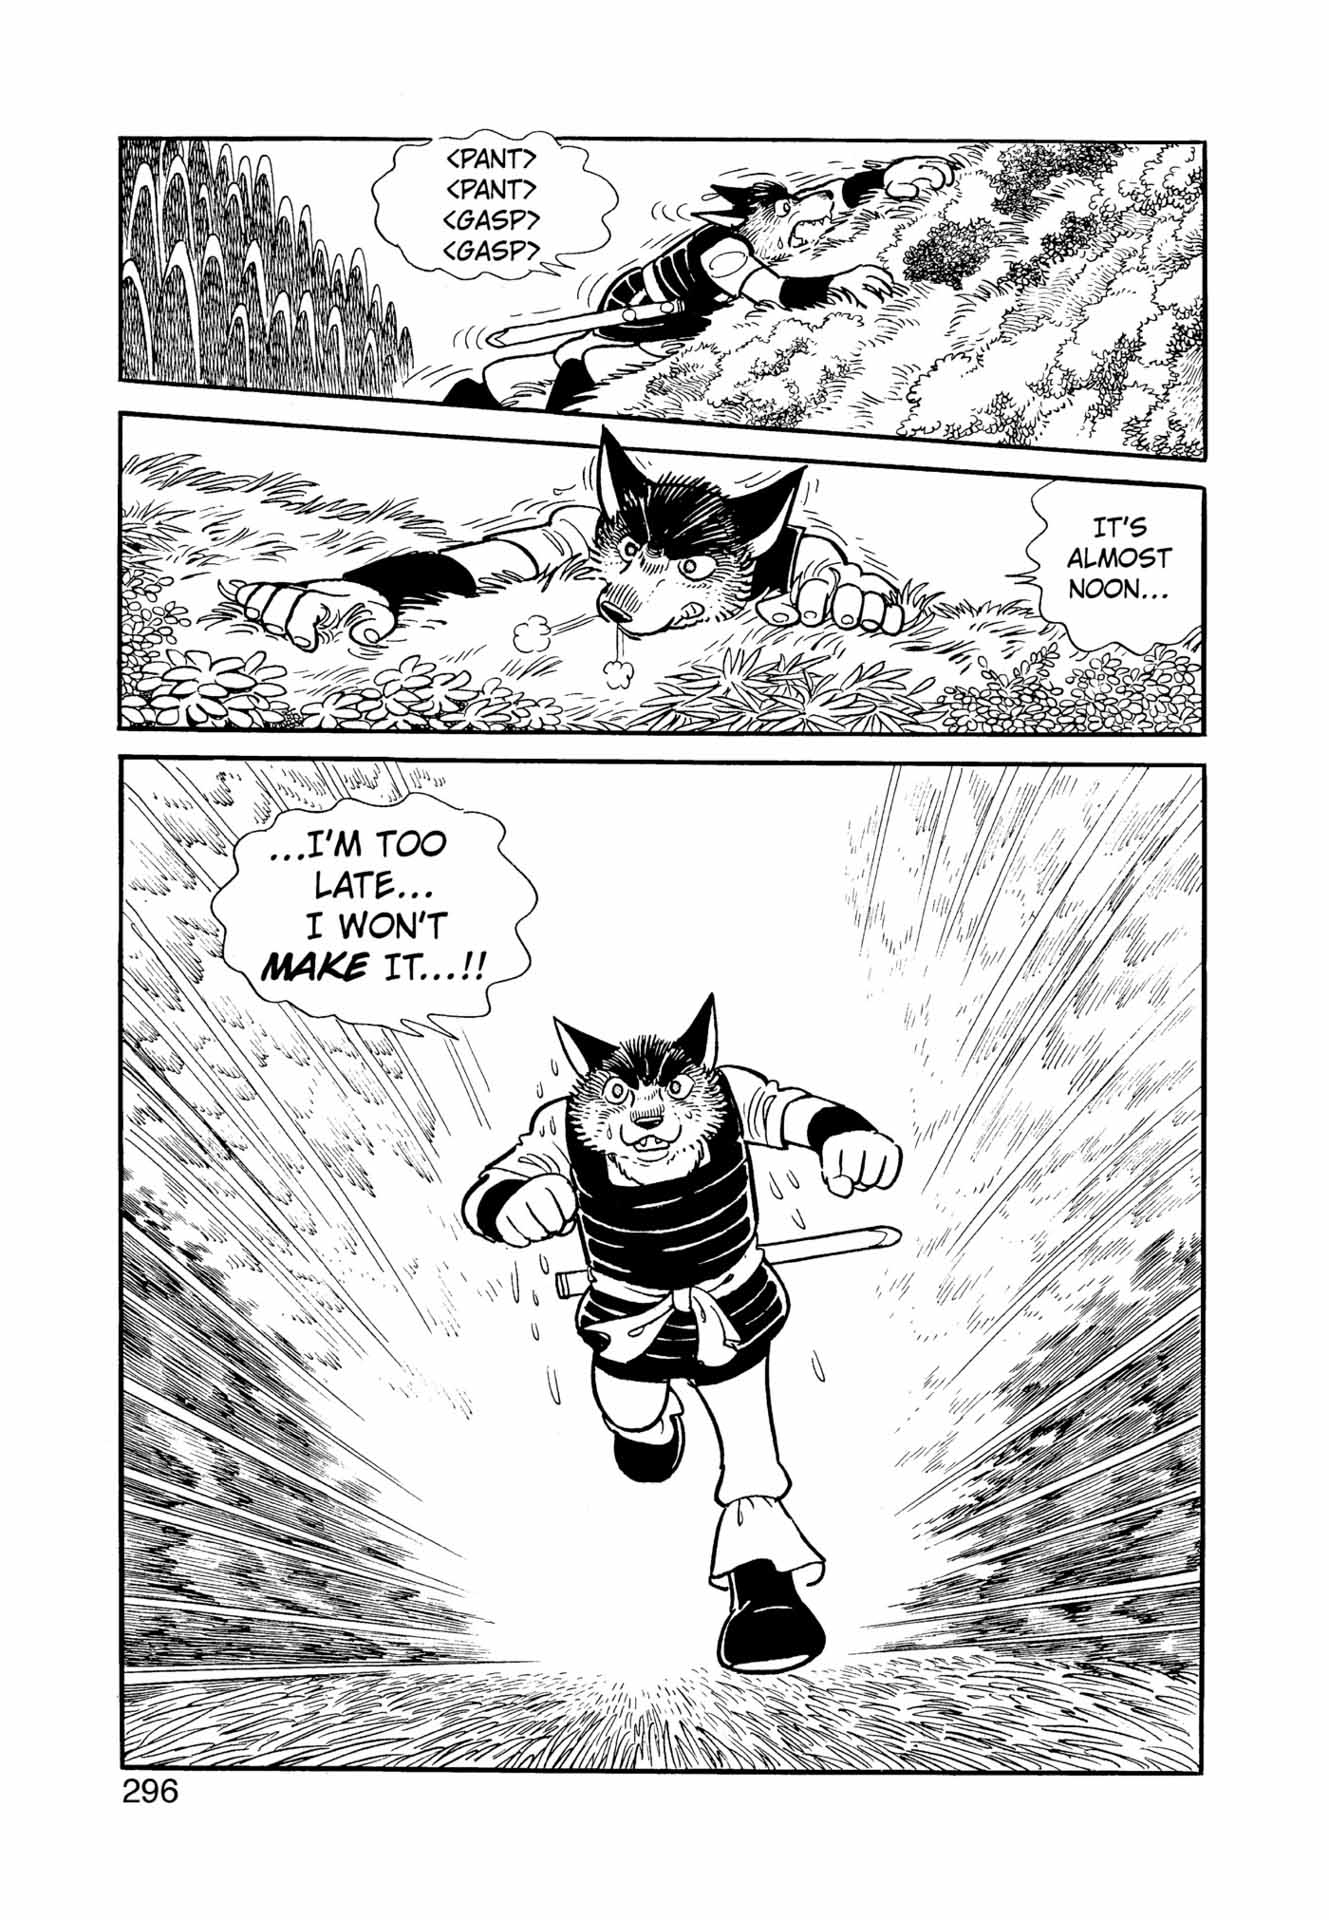 <PANT>
<PANT>
<GASP>
<GASP>
IT'S
ALMOST
NOON...
...I'M TOO
LATE...
I WON'T
MAKE IT...!!
296